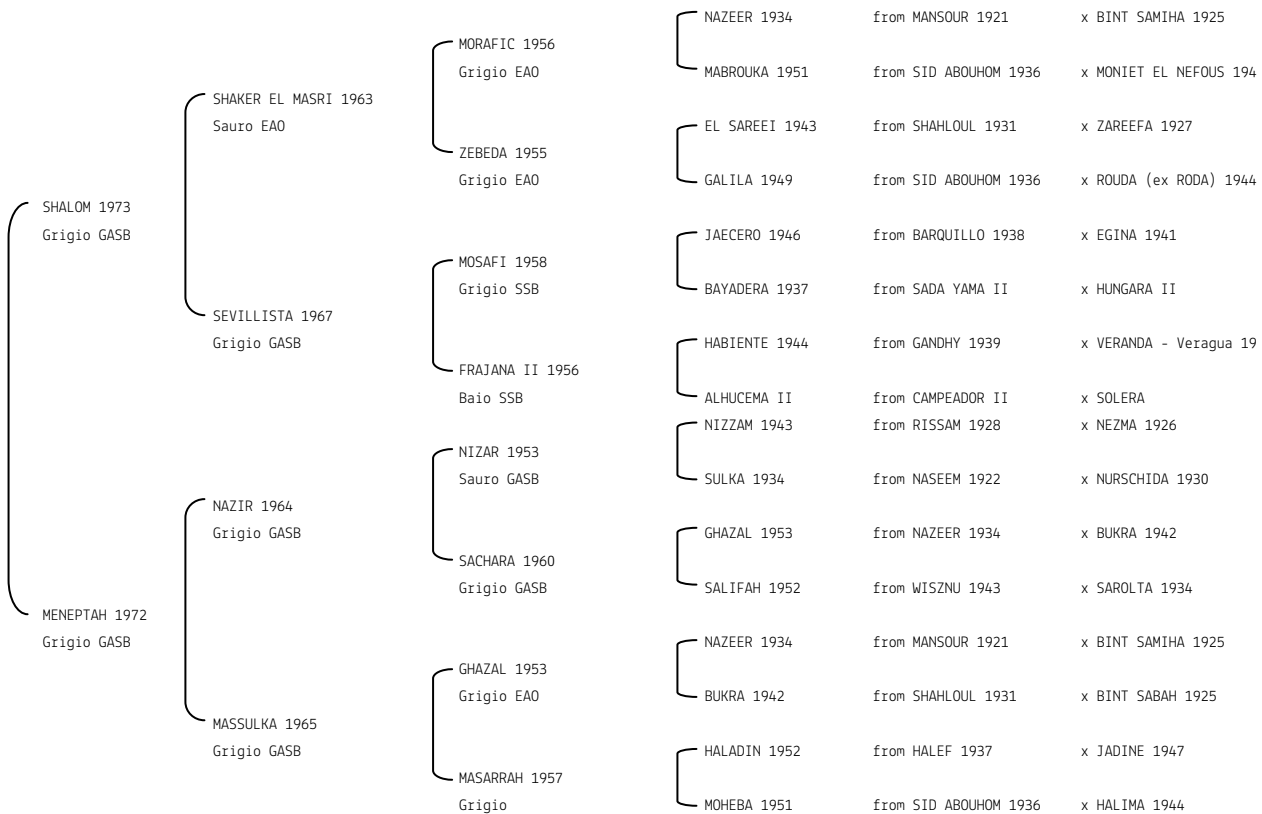 NAZEER 1934 from MANSOUR 1921 x BINT SAMIHA 1925
MORAFIC 1956
Grigio EAO
MABROUKA 1951 from SID ABOUHOM 1936 x MONIET EL NEFOUS 194
SHAKER EL MASRI 1963
Sauro EAO
EL SAREEI 1943 from SHAHLOUL 1931 x ZAREEFA 1927
ZEBEDA 1955
Grigio EAO
GALILA 1949 from SID ABOUHOM 1936 x ROUDA (ex RODA) 1944
SHALOM 1973
Grigio GASB
JAECERO 1946 from BARQUILLO 1938 x EGINA 1941
MOSAFI 1958
Grigio SSB
BAYADERA 1937 from SADA YAMA II x HUNGARA II
SEVILLISTA 1967
Grigio GASB
HABIENTE 1944 from GANDHY 1939 x VERANDA - Veragua 19
FRAJANA II 1956
Baio SSB
ALHUCEMA II from CAMPEADOR II x SOLERA
NIZZAM 1943 from RISSAM 1928 x NEZMA 1926
NIZAR 1953
Sauro GASB
SULKA 1934 from NASEEM 1922 x NURSCHIDA 1930
NAZIR 1964
Grigio GASB
GHAZAL 1953 from NAZEER 1934 x BUKRA 1942
SACHARA 1960
Grigio GASB
SALIFAH 1952 from WISZNU 1943 x SAROLTA 1934
MENEPTAH 1972
Grigio GASB
NAZEER 1934 from MANSOUR 1921 x BINT SAMIHA 1925
GHAZAL 1953
Grigio EAO
BUKRA 1942 from SHAHLOUL 1931 x BINT SABAH 1925
MASSULKA 1965
Grigio GASB
HALADIN 1952 from HALEF 1937 x JADINE 1947
MASARRAH 1957
Grigio
MOHEBA 1951 from SID ABOUHOM 1936 x HALIMA 1944